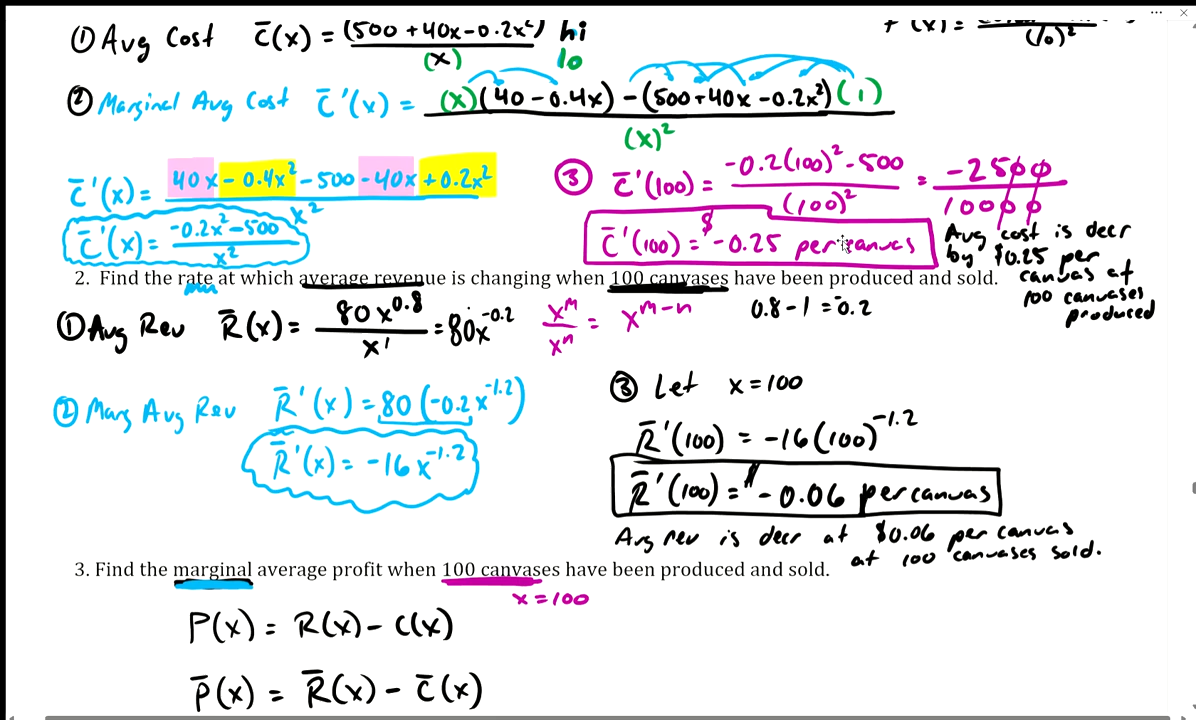 ① Avg Cost C̄(x) = (500 + 40x - 0.2x²) hi
(x) lo
(10)²
② Marginal Avg Cost C̄'(x) = (x)(40 - 0.4x) - (500 + 40x - 0.2x²)(1)
(x)²
C̄'(x) = 40x - 0.4x² - 500 - 40x + 0.2x²
x²
C̄'(x) = -0.2x² - 500
x²
③ C̄'(100) = -0.2(100)² - 500 = -2500
(100)² 10000
C̄'(100) = $ -0.25 per canvas
Avg cost is decr
by $0.25 per
canvas at
100 canvases
produced
2. Find the rate at which average revenue is changing when 100 canvases have been produced and sold.
① Avg Rev R̄(x) = 80x^0.8 = 80x^-0.2
x¹
x^m = x^m-n
x^n
0.8 - 1 = -0.2
② Marg Avg Rev R̄'(x) = 80(-0.2x^-1.2)
R̄'(x) = -16x^-1.2
③ Let x = 100
R̄'(100) = -16(100)^-1.2
R̄'(100) = $ -0.06 per canvas
Avg rev is decr at $0.06 per canvas
at 100 canvases sold.
3. Find the marginal average profit when 100 canvases have been produced and sold.
x = 100
P(x) = R(x) - C(x)
P̄(x) = R̄(x) - C̄(x)